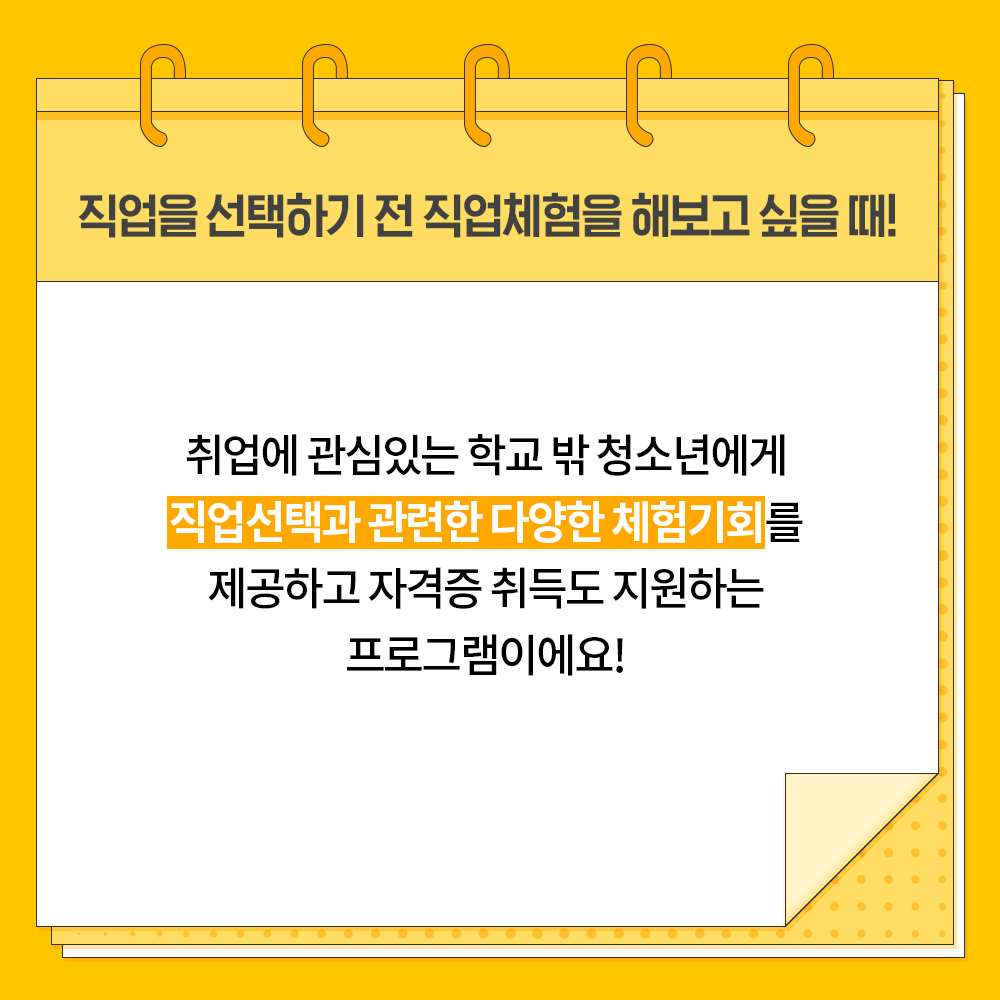 직업을 선택하기 전 직업체험을 해보고 싶을 때!
취업에 관심있는 학교 밖 청소년에게
직업선택과 관련한 다양한 체험기회를
제공하고 자격증 취득도 지원하는
프로그램이에요!